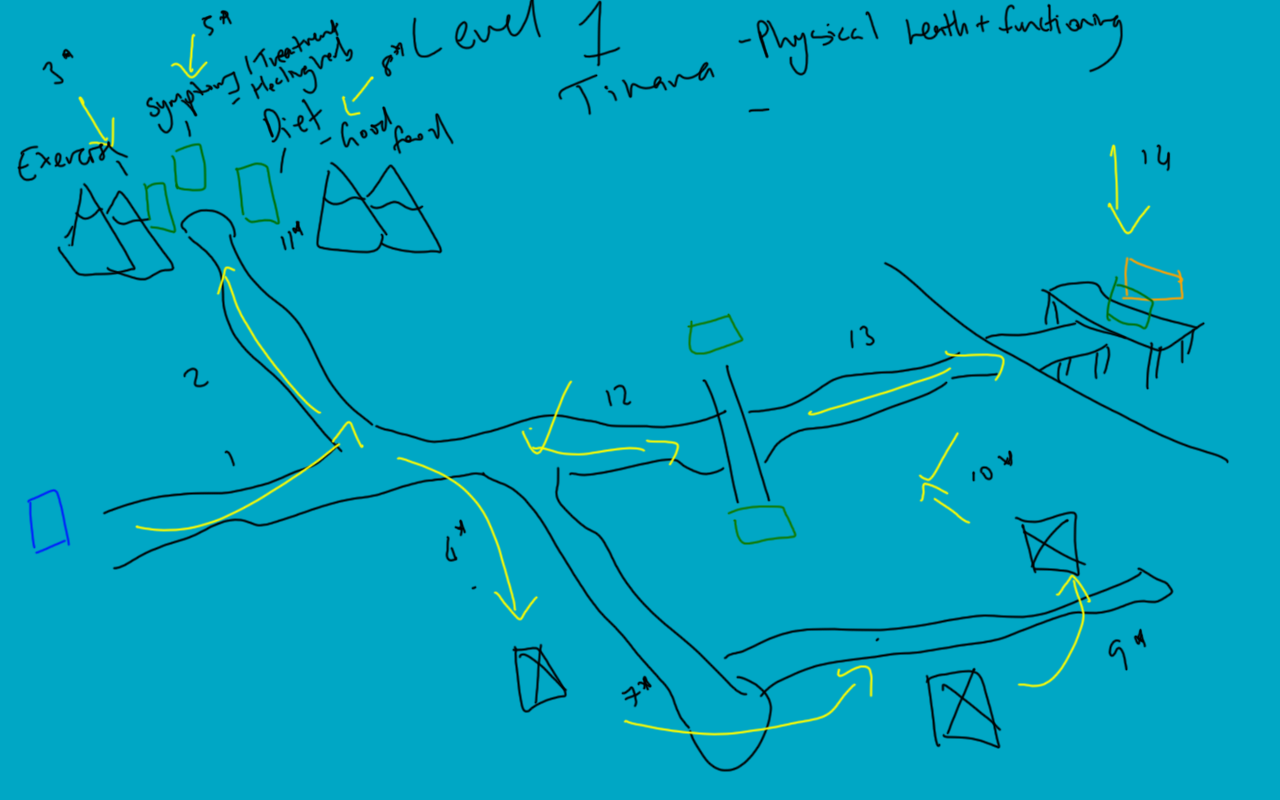 Level 1
Tinana
- Physical health + functioning
-
3*
5*
8*
Exercise
Symptoms / Treatment
- Healing herb
Diet
- Good food
11*
14
2
1
12
13
6*
10*
7*
9*